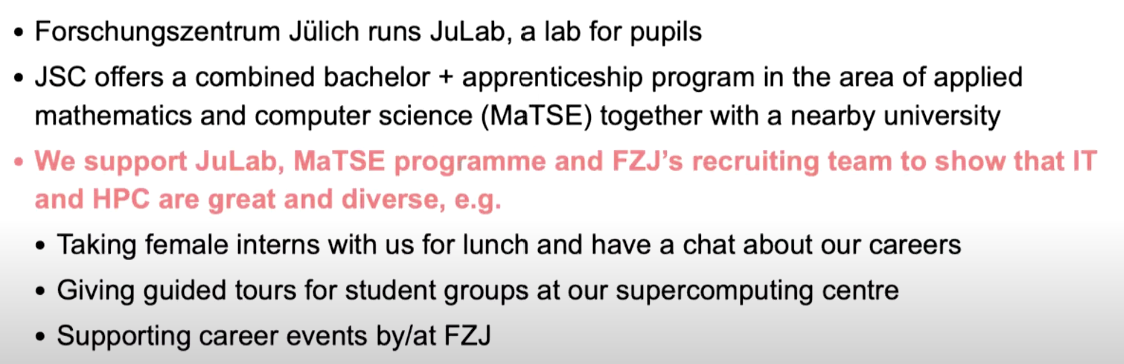 • Forschungszentrum Jülich runs JuLab, a lab for pupils
• JSC offers a combined bachelor + apprenticeship program in the area of applied
mathematics and computer science (MaTSE) together with a nearby university
• We support JuLab, MaTSE programme and FZJ's recruiting team to show that IT
and HPC are great and diverse, e.g.
• Taking female interns with us for lunch and have a chat about our careers
• Giving guided tours for student groups at our supercomputing centre
• Supporting career events by/at FZJ